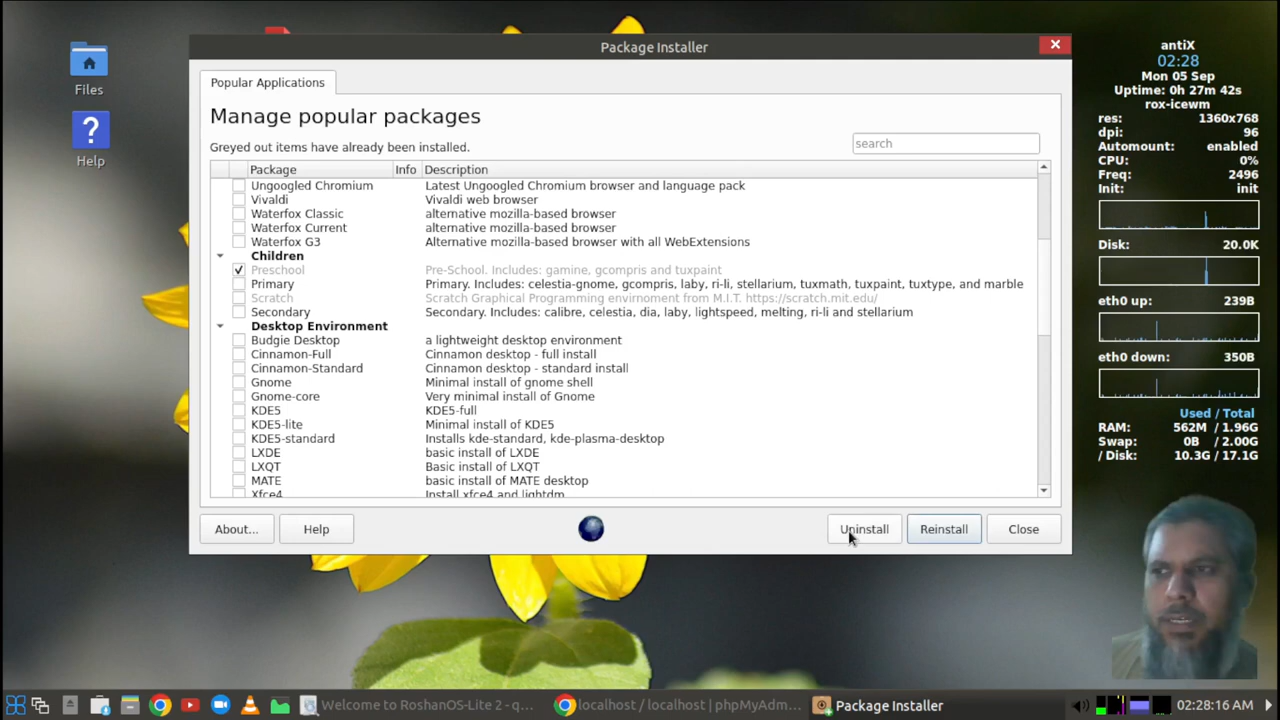 Package Installer
Files
Help
Popular Applications
Manage popular packages
Greyed out items have already been installed.
search
Package Info Description
Ungoogled Chromium Latest Ungoogled Chromium browser and language pack
Vivaldi Vivaldi web browser
Waterfox Classic alternative mozilla-based browser
Waterfox Current alternative mozilla-based browser
Waterfox G3 Alternative mozilla-based browser with all WebExtensions
Children
Preschool Pre-School. Includes: gamine, gcompris and tuxpaint
Primary Primary. Includes: celestia-gnome, gcompris, laby, ri-li, stellarium, tuxmath, tuxpaint, tuxtype, and marble
Scratch Scratch Graphical Programming envirnoment from M.I.T. https://scratch.mit.edu/
Secondary Secondary. Includes: calibre, celestia, dia, laby, lightspeed, melting, ri-li and stellarium
Desktop Environment
Budgie Desktop a lightweight desktop environment
Cinnamon-Full Cinnamon desktop - full install
Cinnamon-Standard Cinnamon desktop - standard install
Gnome Minimal install of gnome shell
Gnome-core Very minimal install of Gnome
KDE5 KDE5-full
KDE5-lite Minimal install of KDE5
KDE5-standard Installs kde-standard, kde-plasma-desktop
LXDE basic install of LXDE
LXQT Basic install of LXQT
MATE basic install of MATE desktop
Xfce4 Install xfce4 and lightdm
About... Help Uninstall Reinstall Close
antiX
02:28
Mon 05 Sep
Uptime: 0h 27m 42s
rox-icewm
res: 1360x768
dpi: 96
Automount: enabled
CPU: 0%
Freq: 2496
Init: init
Disk: 20.0K
eth0 up: 239B
eth0 down: 350B
Used / Total
RAM: 562M / 1.96G
Swap: 0B / 2.00G
/ Disk: 10.3G / 17.1G
Welcome to RoshanOS-Lite 2 - q... localhost / localhost | phpMyAdm... Package Installer 02:28:16 AM